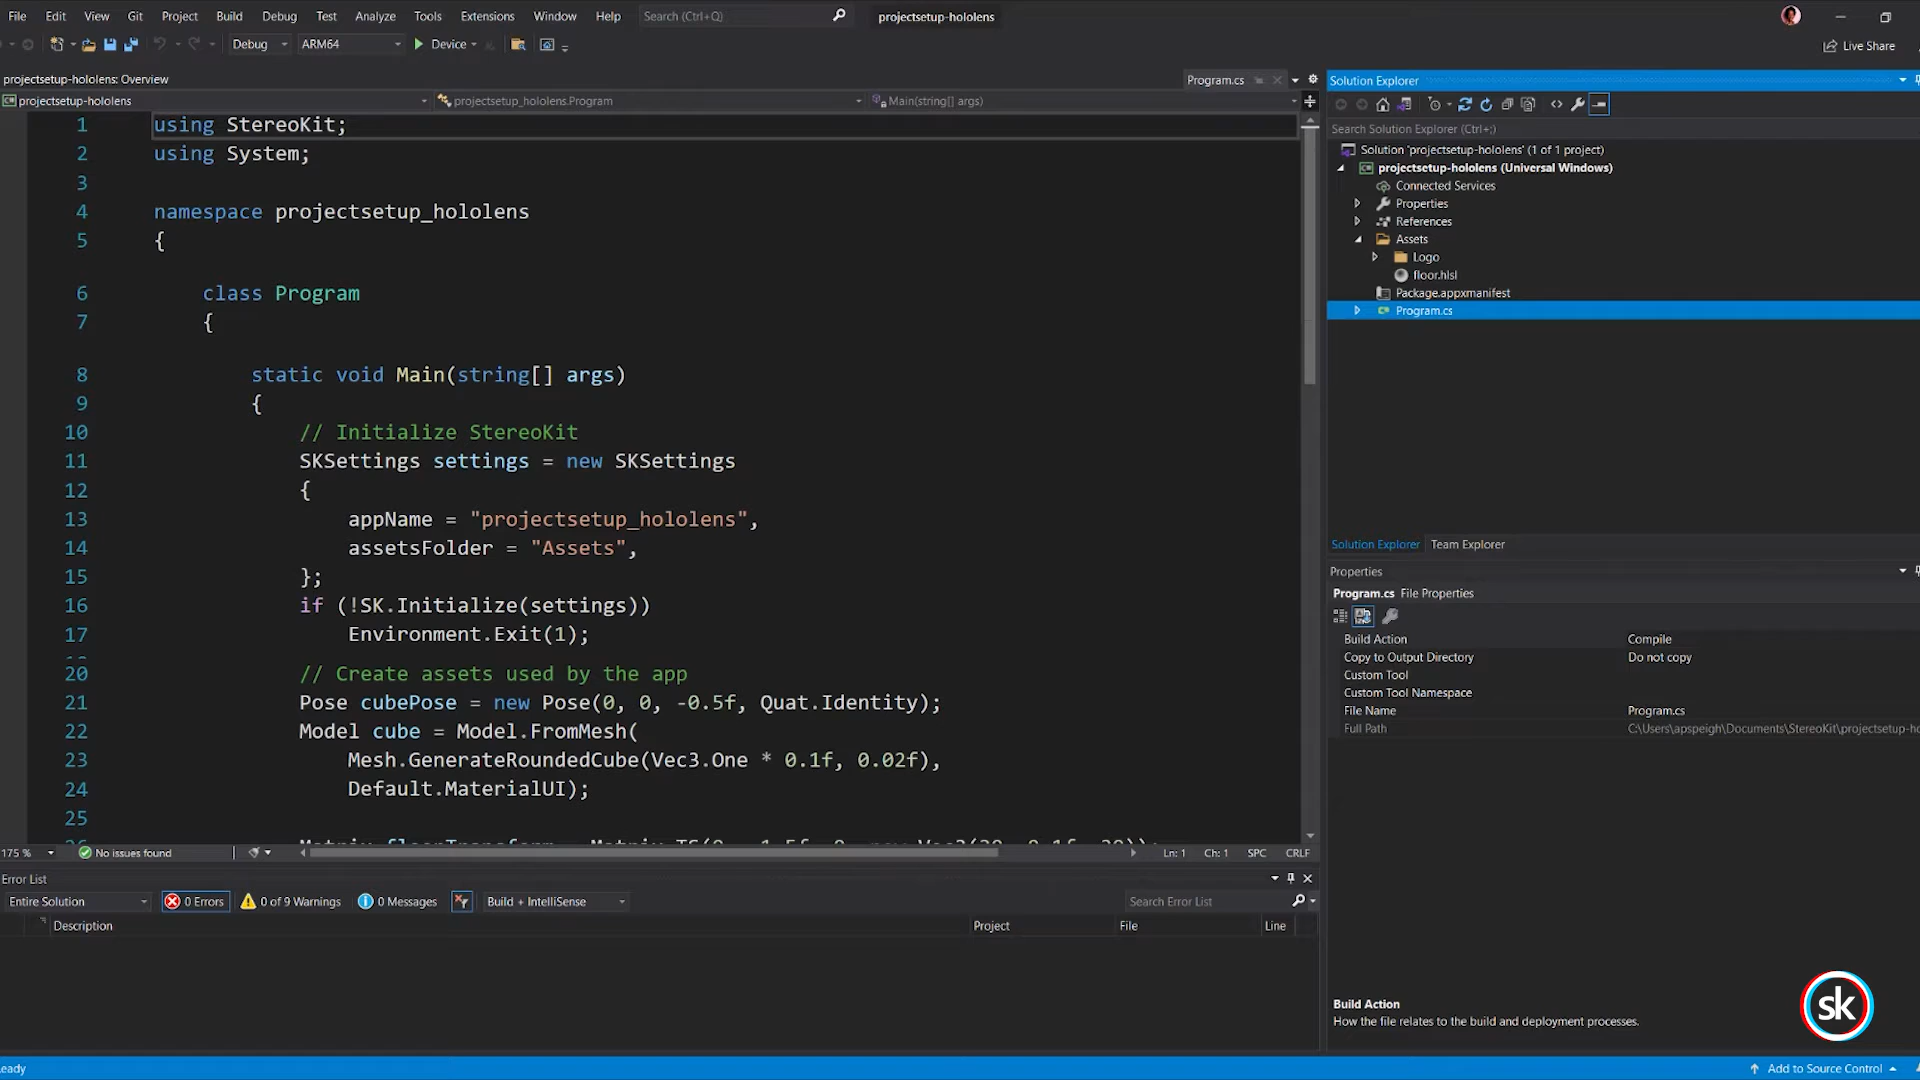 File Edit View Git Project Build Debug Test Analyze Tools Extensions Window Help Search (Ctrl+Q) projectsetup-hololens
Debug ARM64 Device Live Share
projectsetup-hololens: Overview Program.cs
projectsetup-hololens projectsetup_hololens.Program Main(string[] args)
1 using StereoKit;
2 using System;
3
4 namespace projectsetup_hololens
5 {
6 class Program
7 {
8 static void Main(string[] args)
9 {
10 // Initialize StereoKit
11 SKSettings settings = new SKSettings
12 {
13 appName = "projectsetup_hololens",
14 assetsFolder = "Assets",
15 };
16 if (!SK.Initialize(settings))
17 Environment.Exit(1);
20 // Create assets used by the app
21 Pose cubePose = new Pose(0, 0, -0.5f, Quat.Identity);
22 Model cube = Model.FromMesh(
23 Mesh.GenerateRoundedCube(Vec3.One * 0.1f, 0.02f),
24 Default.MaterialUI);
25
175 % No issues found Ln: 1 Ch: 1 SPC CRLF
Error List
Entire Solution 0 Errors 0 of 9 Warnings 0 Messages Build + IntelliSense Search Error List
Description Project File Line
Solution Explorer
Search Solution Explorer (Ctrl+;)
Solution 'projectsetup-hololens' (1 of 1 project)
projectsetup-hololens (Universal Windows)
Connected Services
Properties
References
Assets
Logo
floor.hlsl
Package.appxmanifest
Program.cs
Solution Explorer Team Explorer
Properties
Program.cs File Properties
Build Action Compile
Copy to Output Directory Do not copy
Custom Tool
Custom Tool Namespace
File Name Program.cs
Full Path C:\Users\apspeigh\Documents\StereoKit\projectsetup-ho
Build Action
How the file relates to the build and deployment processes.
sk
eady Add to Source Control